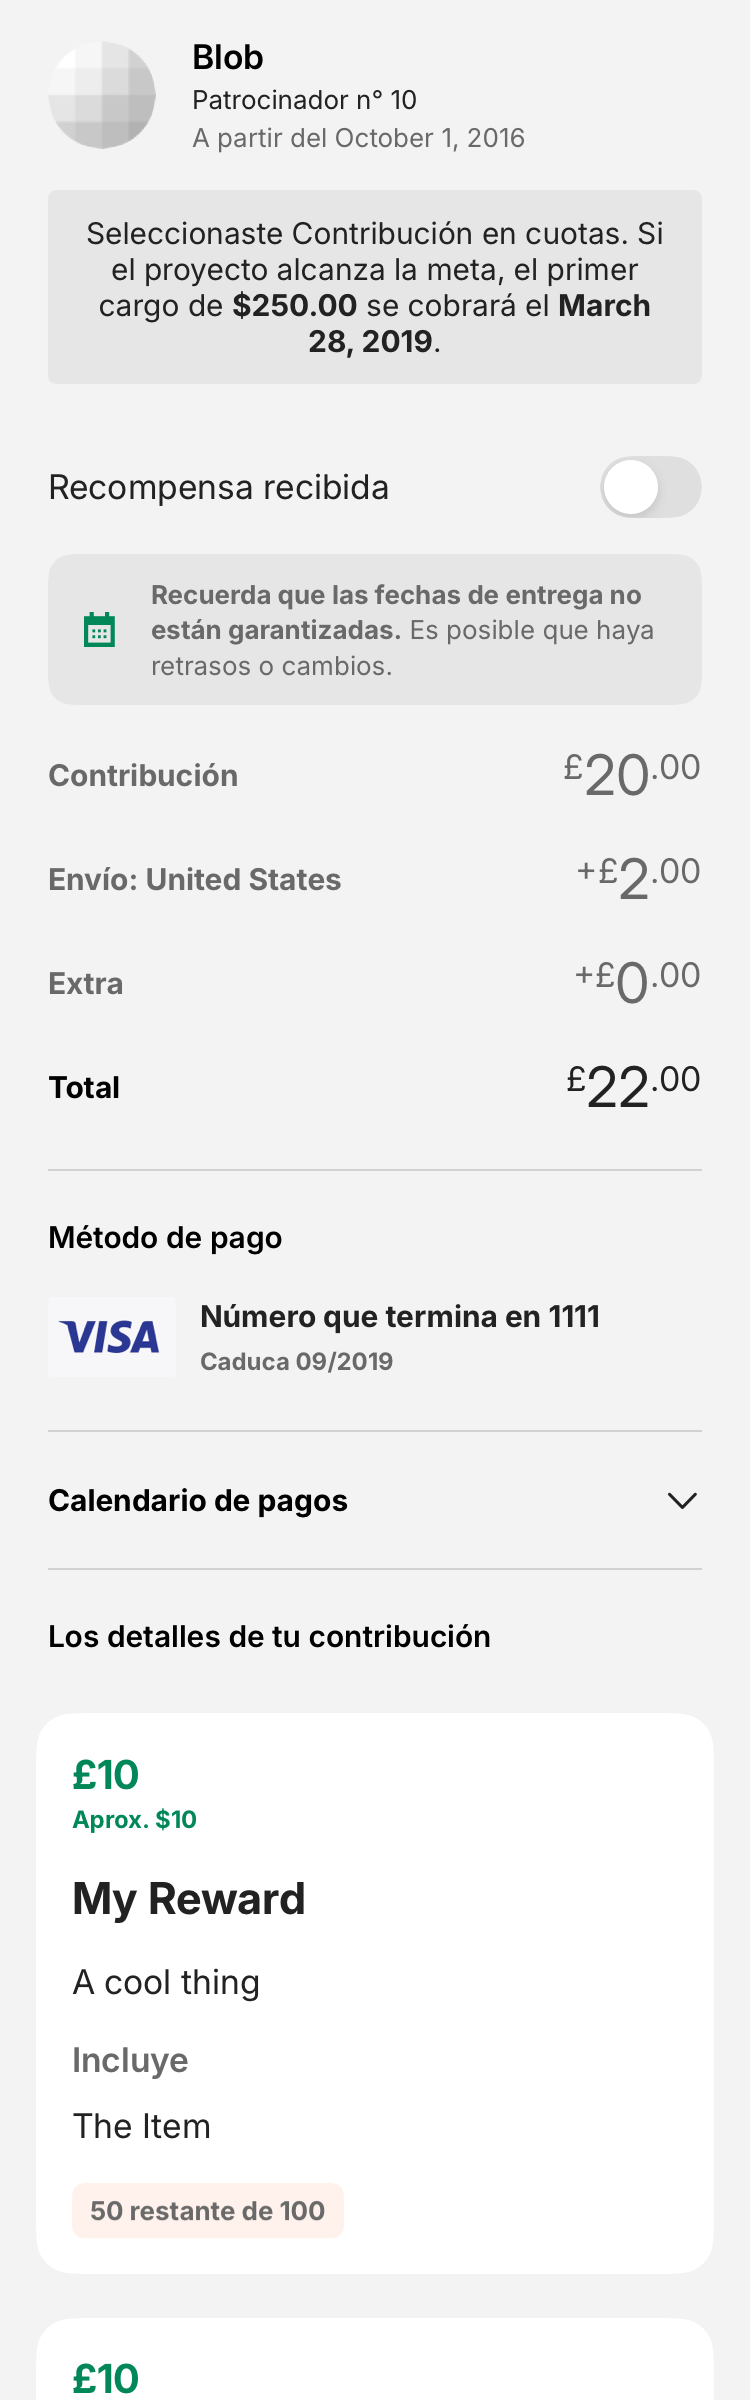 Blob
Patrocinador n° 10
A partir del October 1, 2016
Seleccionaste Contribución en cuotas. Si
el proyecto alcanza la meta, el primer
cargo de $250.00 se cobrará el March
28, 2019.
Recompensa recibida
Recuerda que las fechas de entrega no
están garantizadas. Es posible que haya
retrasos o cambios.
Contribución £20.00
Envío: United States +£2.00
Extra +£0.00
Total £22.00
Método de pago
VISA
Número que termina en 1111
Caduca 09/2019
Calendario de pagos
Los detalles de tu contribución
£10
Aprox. $10
My Reward
A cool thing
Incluye
The Item
50 restante de 100
£10